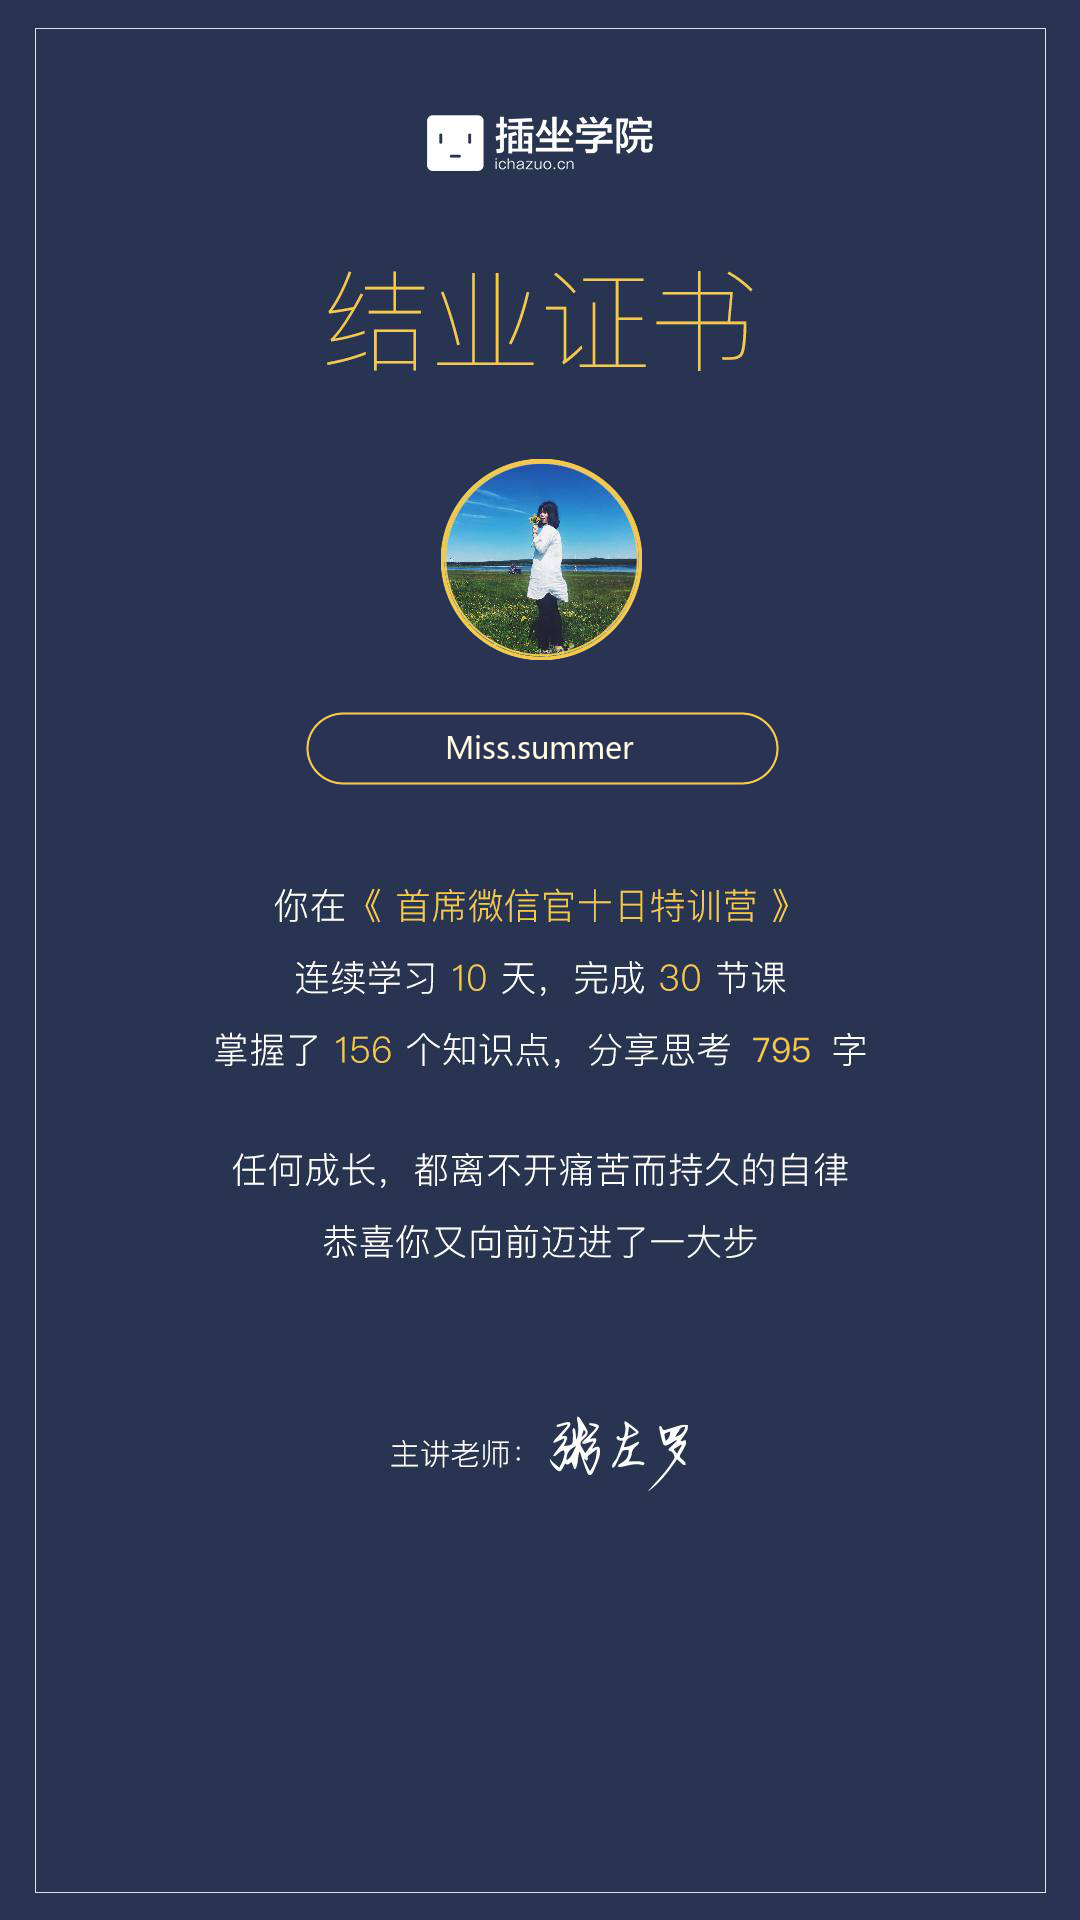 插坐学院
ichazuo.cn
结业证书
Miss.summer
你在《 首席微信官十日特训营 》
连续学习 10 天，完成 30 节课
掌握了 156 个知识点，分享思考 795 字
任何成长，都离不开痛苦而持久的自律
恭喜你又向前迈进了一大步
主讲老师：粥左罗